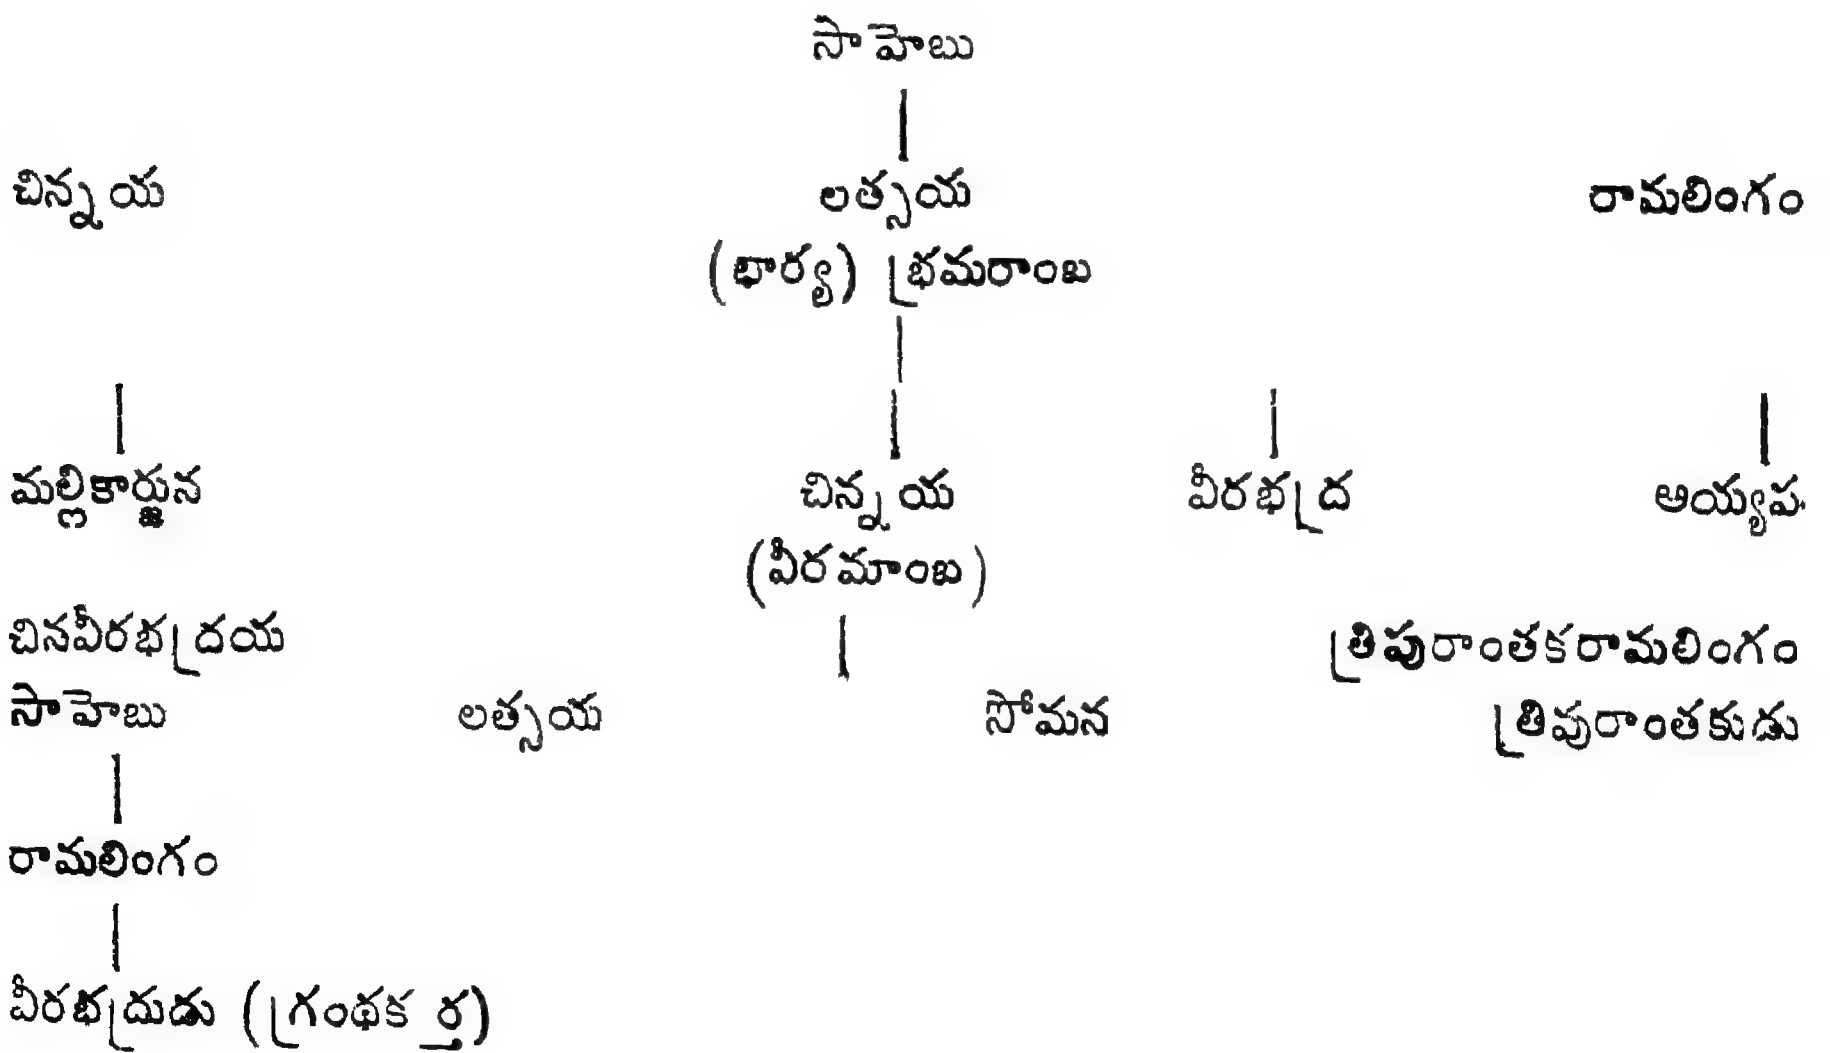 సాహెబు
చిన్నయ లత్సయ రామలింగం
(భార్య) భ్రమరాంబ
మల్లికార్జున చిన్నయ వీరభద్ర అయ్యప
(వీరమాంబ)
చినవీరభద్రయ త్రిపురాంతకరామలింగం
సాహెబు లత్సయ సోమన త్రిపురాంతకుడు
రామలింగం
వీరభద్రుడు (గ్రంథకర్త)